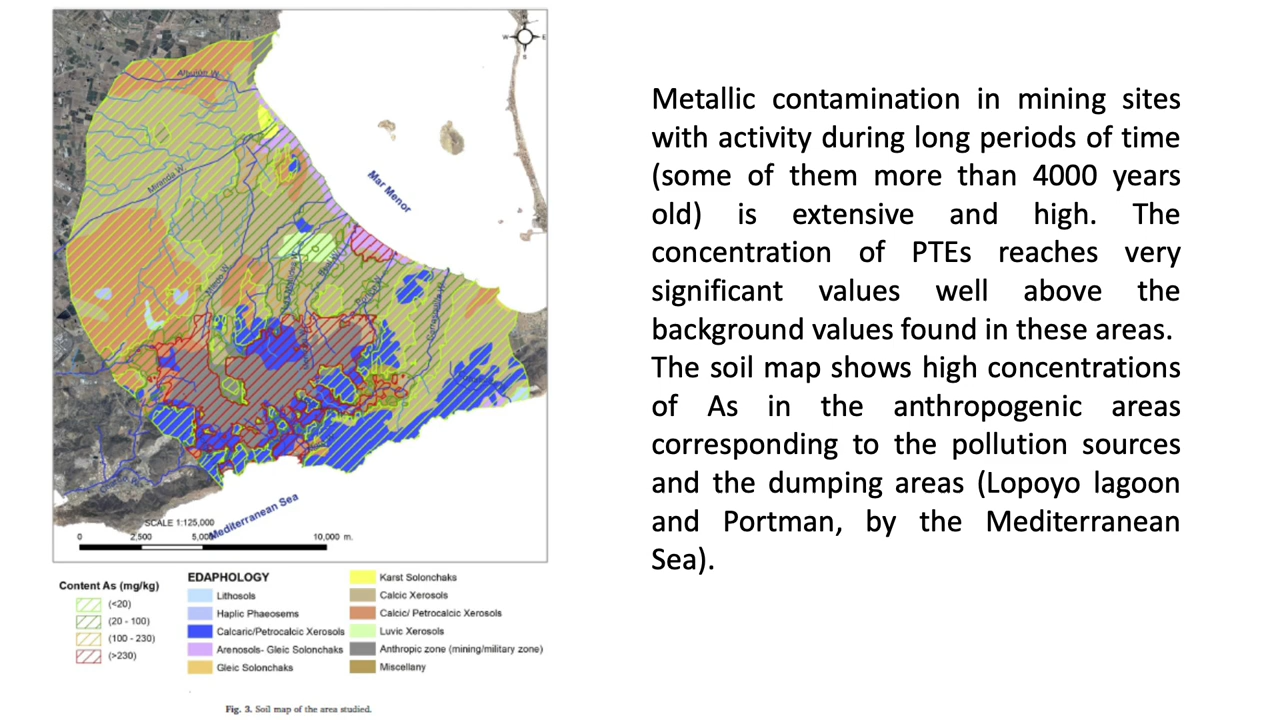 Albujon W.
Miranda W.
Mar Menor
Mediterranean Sea
SCALE 1:125,000
0 2,500 5,000 10,000 m.
Content As (mg/kg)
(<20)
(20 - 100)
(100 - 230)
(>230)
EDAPHOLOGY
Lithosols
Haplic Phaeosems
Calcaric/Petrocalcic Xerosols
Arenosols- Gleic Solonchaks
Gleic Solonchaks
Karst Solonchaks
Calcic Xerosols
Calcic/ Petrocalcic Xerosols
Luvic Xerosols
Anthropic zone (mining/military zone)
Miscellany
Fig. 3. Soil map of the area studied.
Metallic contamination in mining sites
with activity during long periods of time
(some of them more than 4000 years
old) is extensive and high. The
concentration of PTEs reaches very
significant values well above the
background values found in these areas.
The soil map shows high concentrations
of As in the anthropogenic areas
corresponding to the pollution sources
and the dumping areas (Lopoyo lagoon
and Portman, by the Mediterranean
Sea).